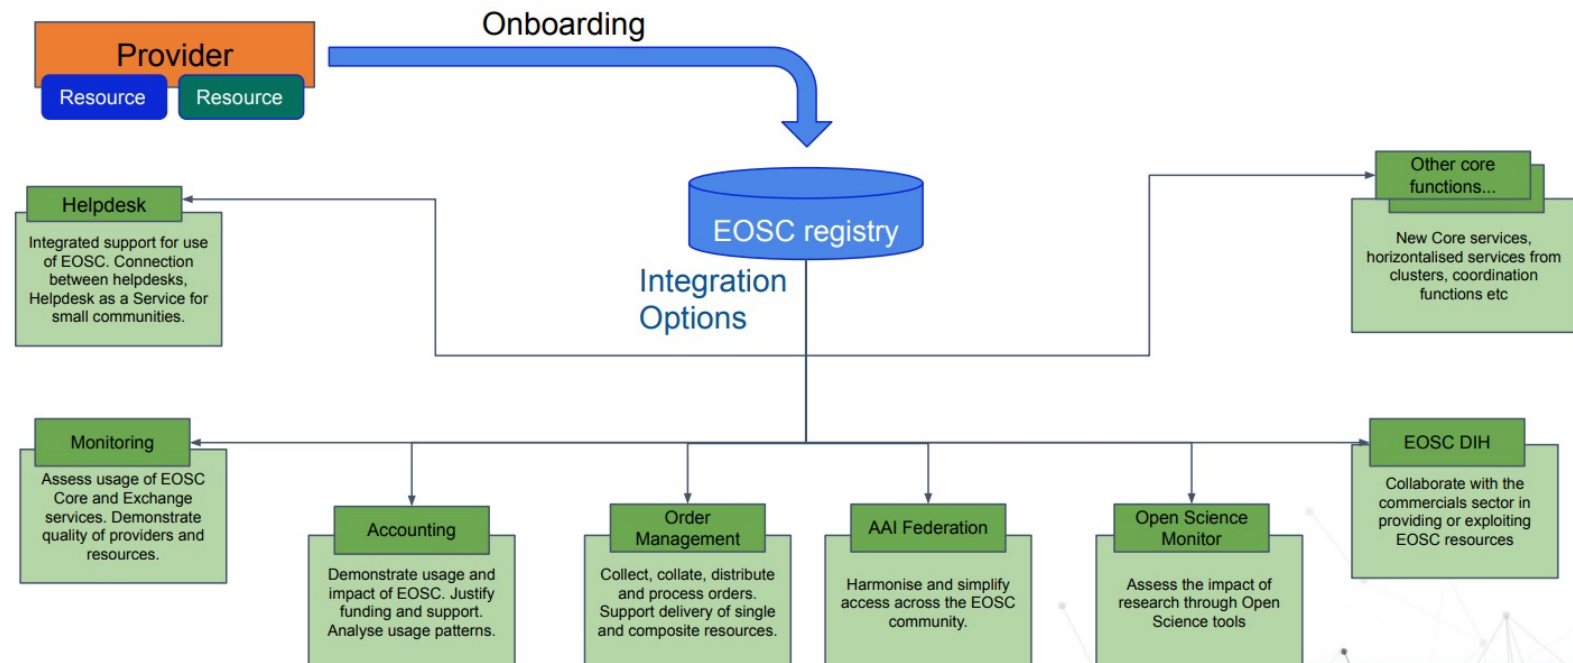 Onboarding
Provider
Resource
Resource
EOSC registry
Integration
Options
Helpdesk
Integrated support for use
of EOSC. Connection
between helpdesks,
Helpdesk as a Service for
small communities.
Other core
functions...
New Core services,
horizontalised services from
clusters, coordination
functions etc
Monitoring
Assess usage of EOSC
Core and Exchange
services. Demonstrate
quality of providers and
resources.
Accounting
Demonstrate usage and
impact of EOSC. Justify
funding and support.
Analyse usage patterns.
Order
Management
Collect, collate, distribute
and process orders.
Support delivery of single
and composite resources.
AAI Federation
Harmonise and simplify
access across the EOSC
community.
Open Science
Monitor
Assess the impact of
research through Open
Science tools
EOSC DIH
Collaborate with the
commercials sector in
providing or exploiting
EOSC resources